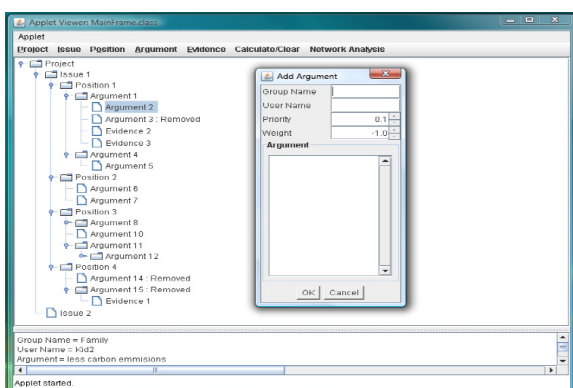 Applet Viewer: MainFrame.class
Applet
Project Issue Position Argument Evidence Calculate/Clear Network Analysis
Project
Issue 1
Position 1
Argument 1
Argument 2
Argument 3 : Removed
Evidence 2
Evidence 3
Argument 4
Argument 5
Position 2
Argument 6
Argument 7
Position 3
Argument 8
Argument 10
Argument 11
Argument 12
Position 4
Argument 14 : Removed
Argument 15 : Removed
Evidence 1
Issue 2
Add Argument
Group Name
User Name
Priority 0.1
Weight -1.0
Argument
OK Cancel
Group Name = Family
User Name = Kid2
Argument = less carbon emmisions
Applet started.